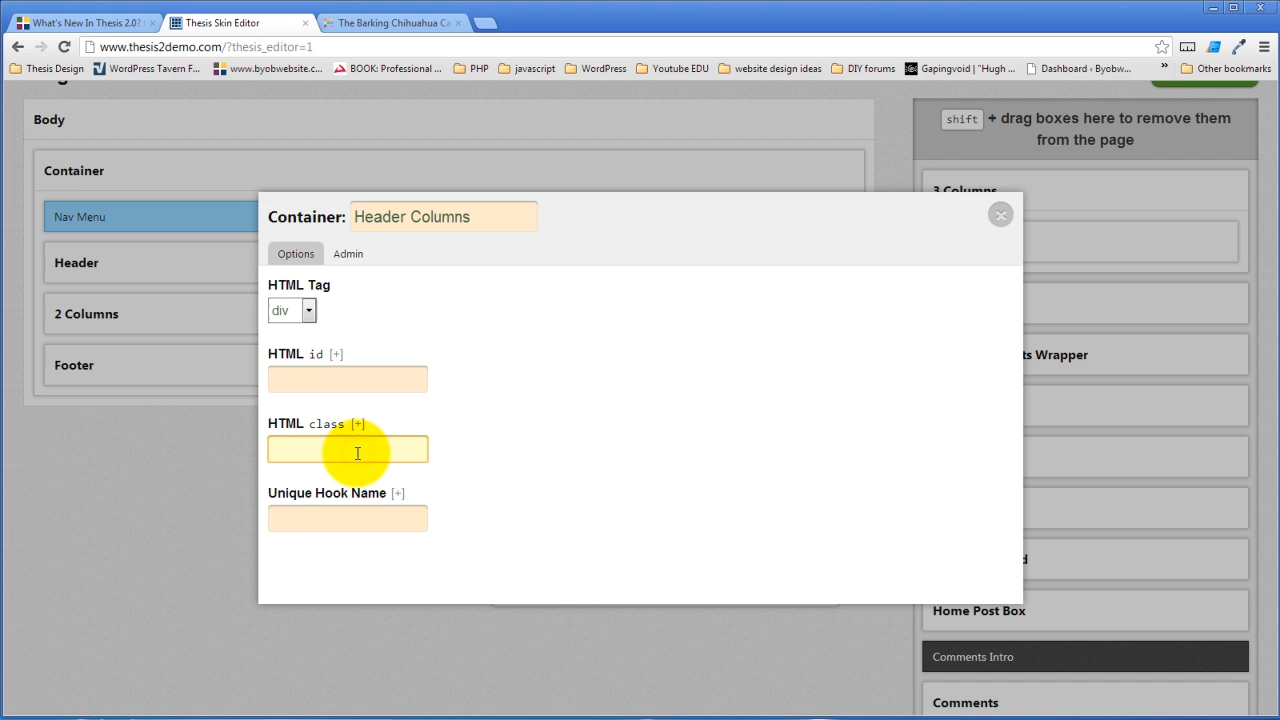 What's New In Thesis 2.0?
Thesis Skin Editor
The Barking Chihuahua Ca
www.thesis2demo.com/?thesis_editor=1
Thesis Design
WordPress Tavern F...
www.byobwebsite.c...
BOOK: Professional ...
PHP
javascript
WordPress
Youtube EDU
website design ideas
DIY forums
Gapingvoid | "Hugh ...
Dashboard ‹ Byobw...
»
Other bookmarks
Body
shift + drag boxes here to remove them
from the page
Container
3 Columns
Nav Menu
Container: Header Columns
Options
Admin
Header
HTML Tag
div
2 Columns
HTML id [+]
ts Wrapper
Footer
HTML class [+]
Unique Hook Name [+]
d
Home Post Box
Comments Intro
Comments